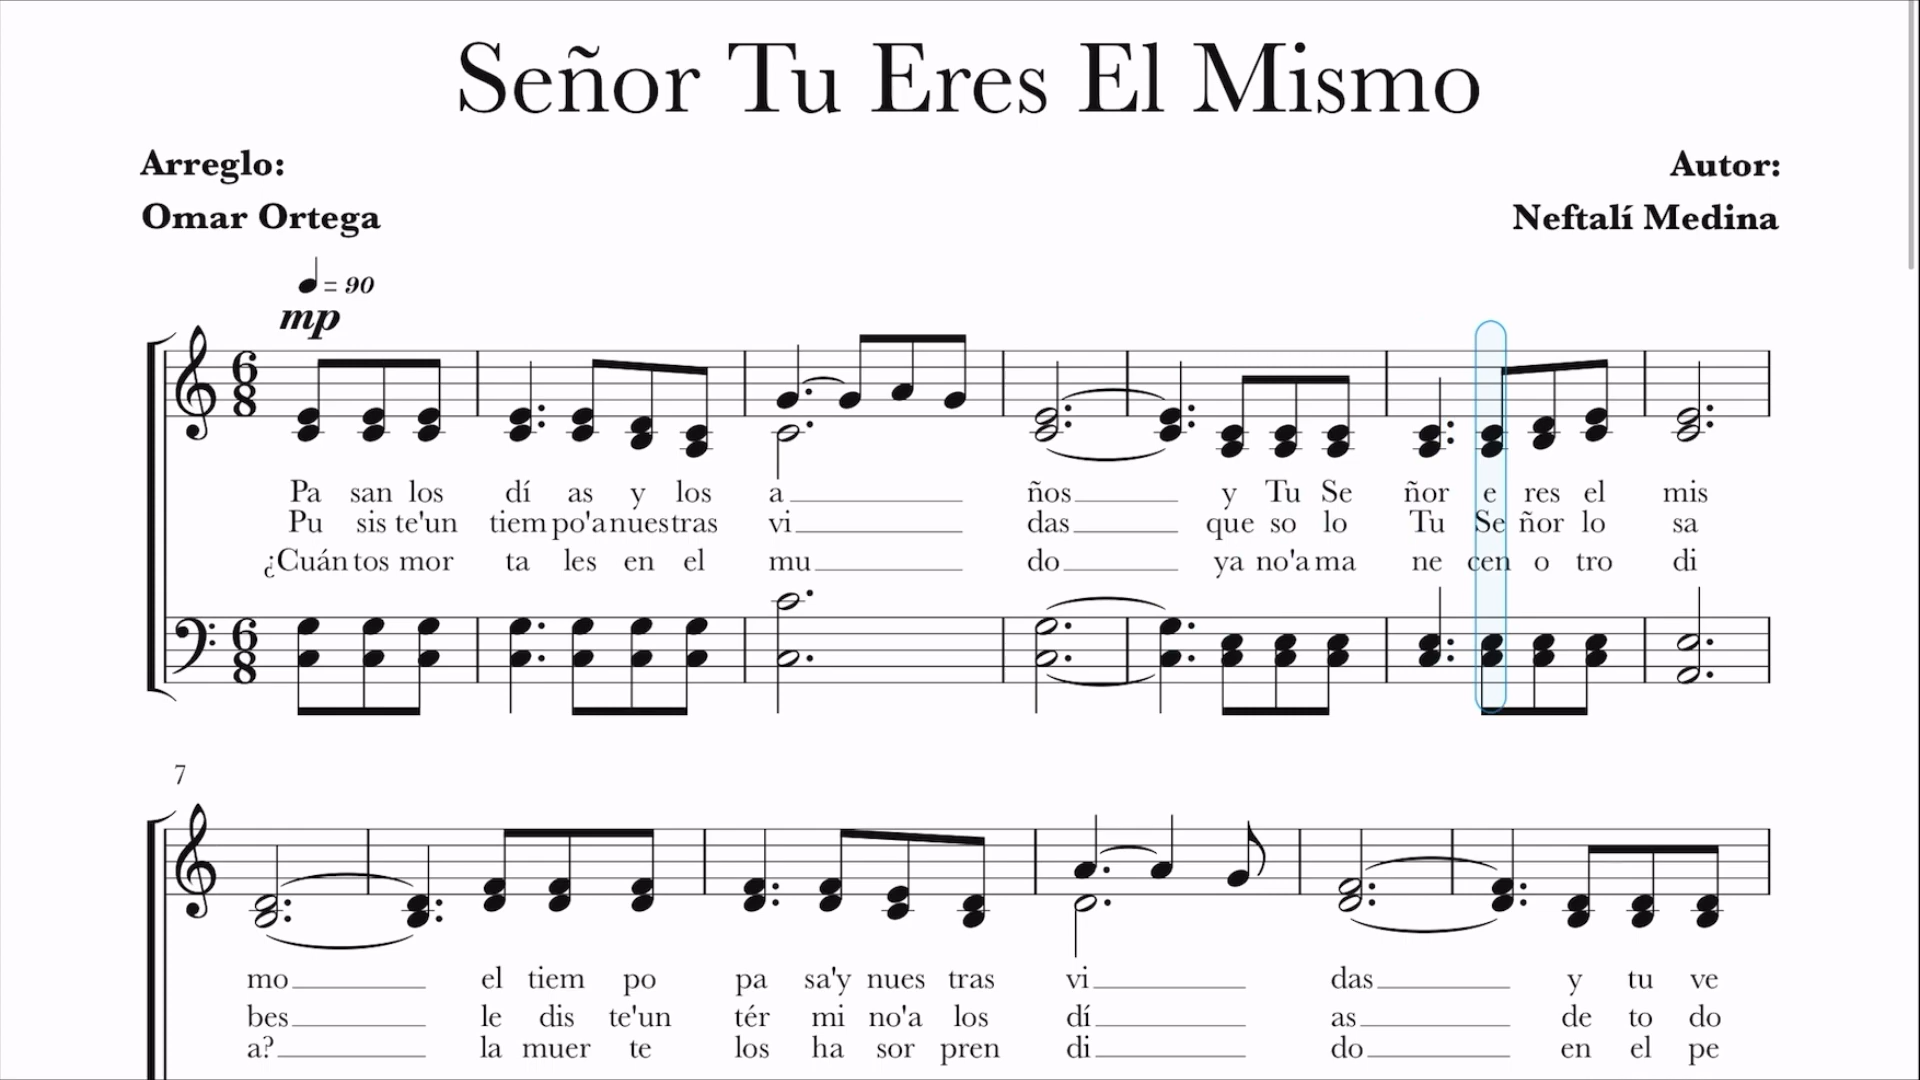 Señor Tu Eres El Mismo
Arreglo:
Autor:
Omar Ortega
Neftalí Medina
= 90
mp
6 8
Pa san los dí as y los a ños y Tu Se ñor e res el mis
Pu sis te'un tiem po'a nues tras vi das que so lo Tu Se ñor lo sa
¿Cuán tos mor ta les en el mu do ya no'a ma ne cen o tro di
6 8
7
mo el tiem po pa sa'y nues tras vi das y tu ve
bes le dis te'un tér mi no'a los dí as de to do
a? la muer te los ha sor pren di do en el pe